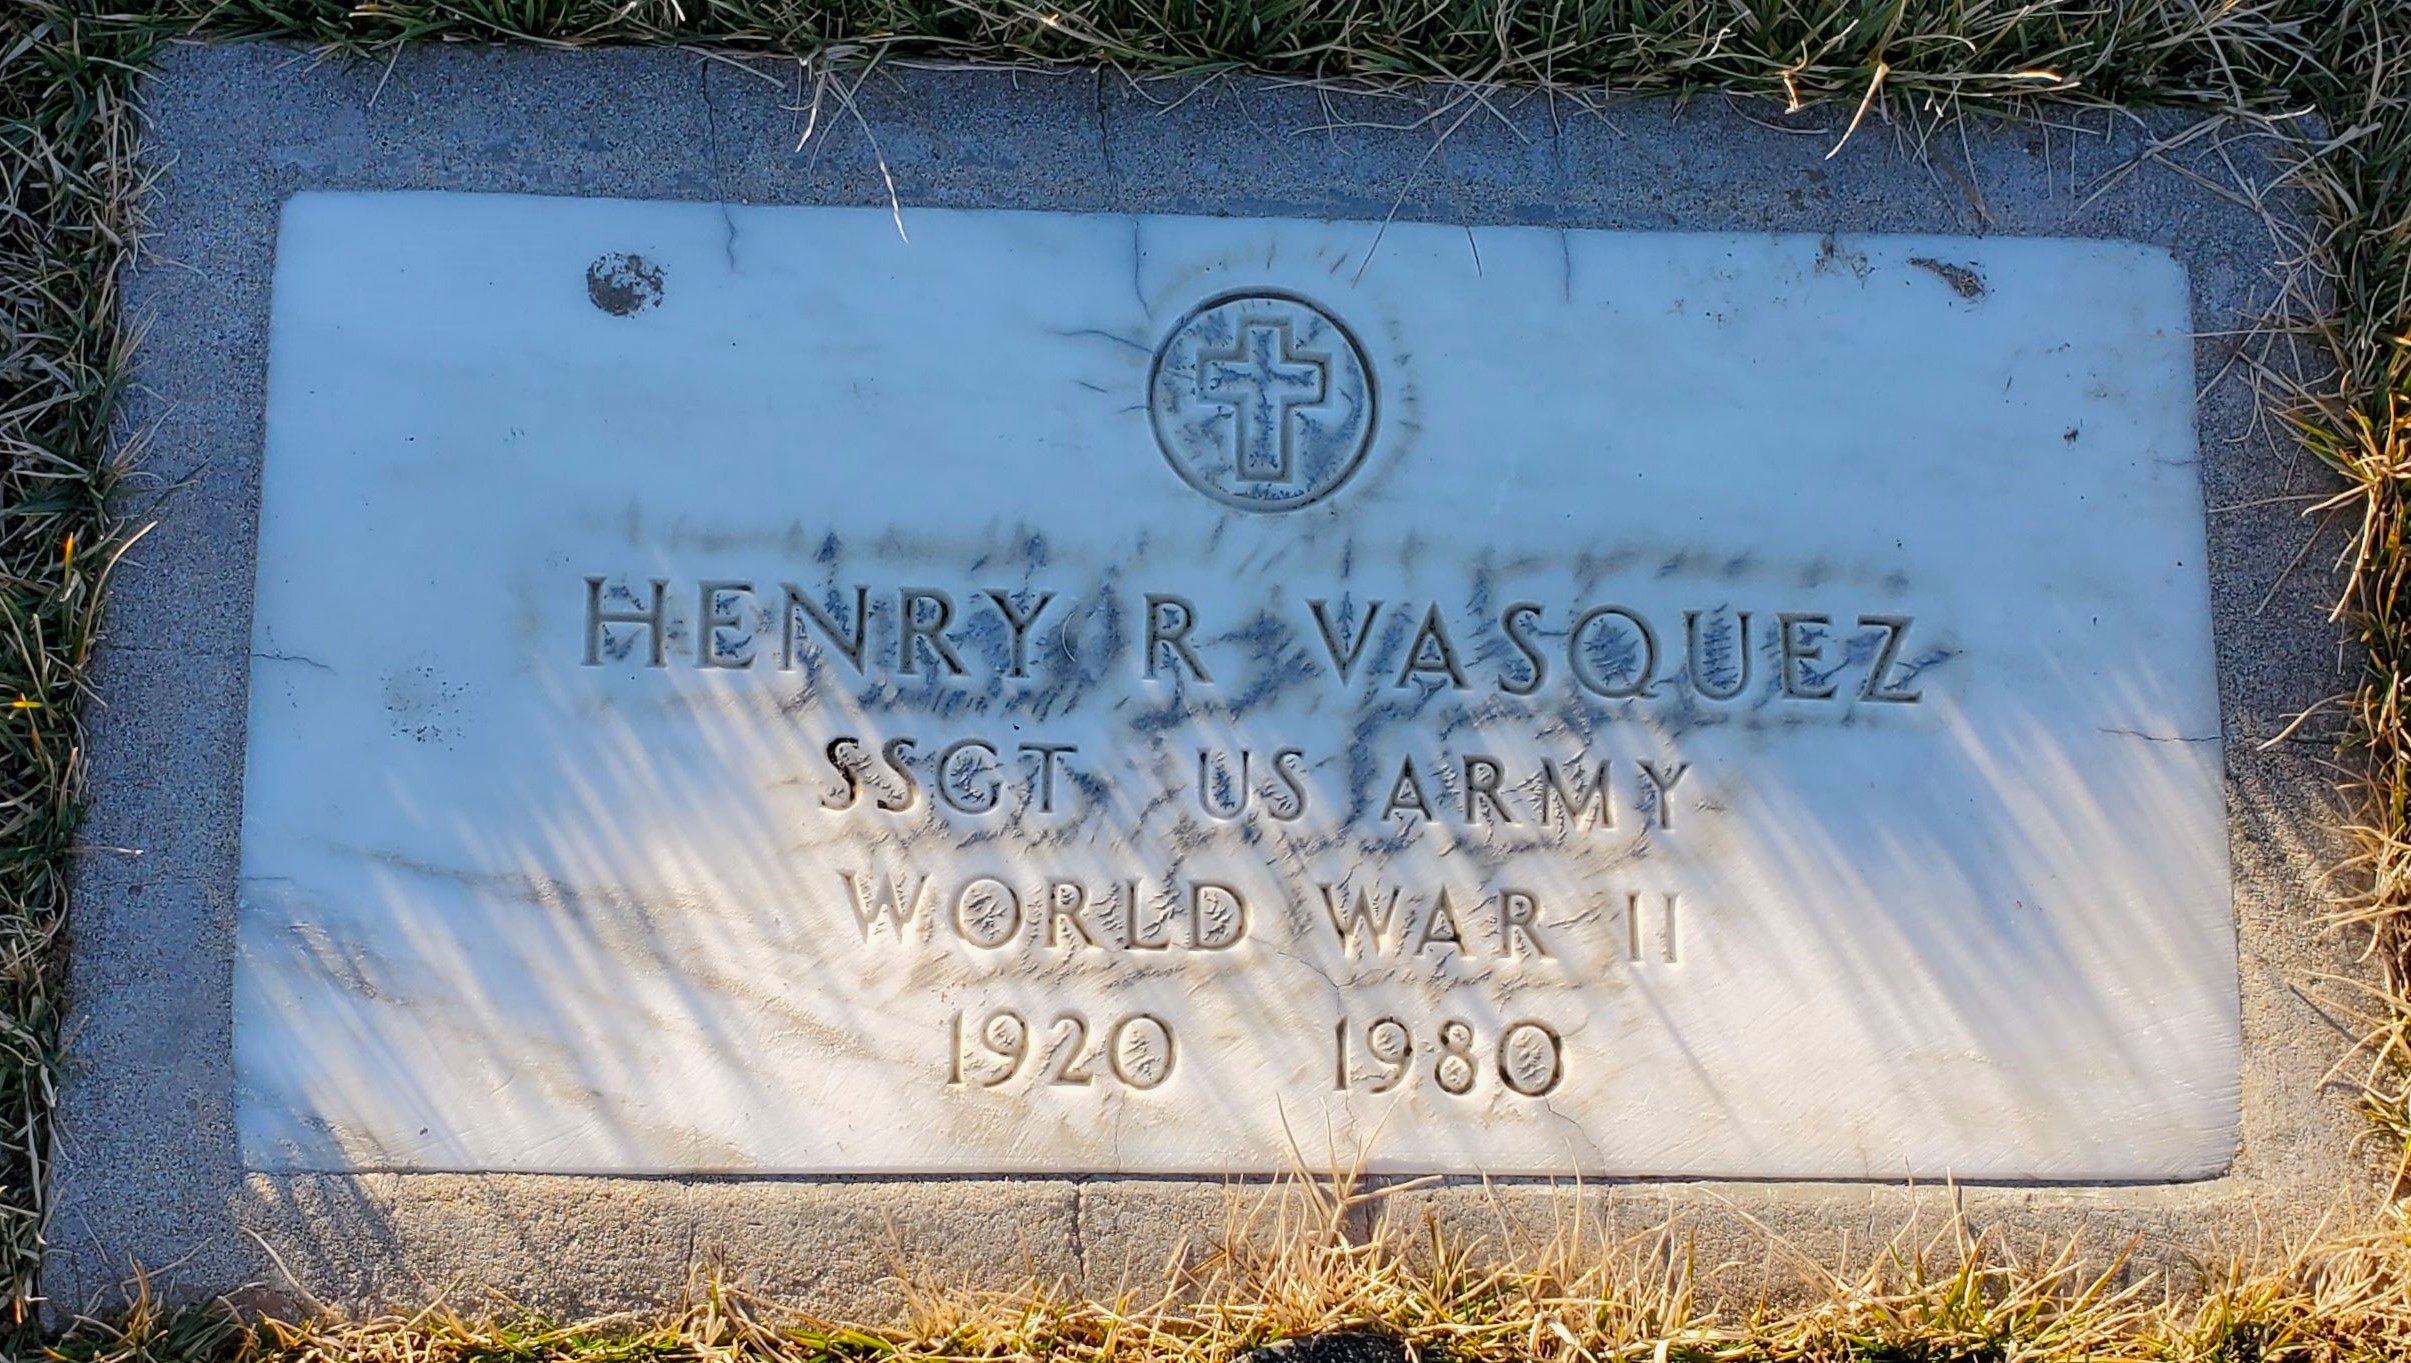 HENRY R VASQUEZ
SSGT US ARMY
WORLD WAR II
1920 1980